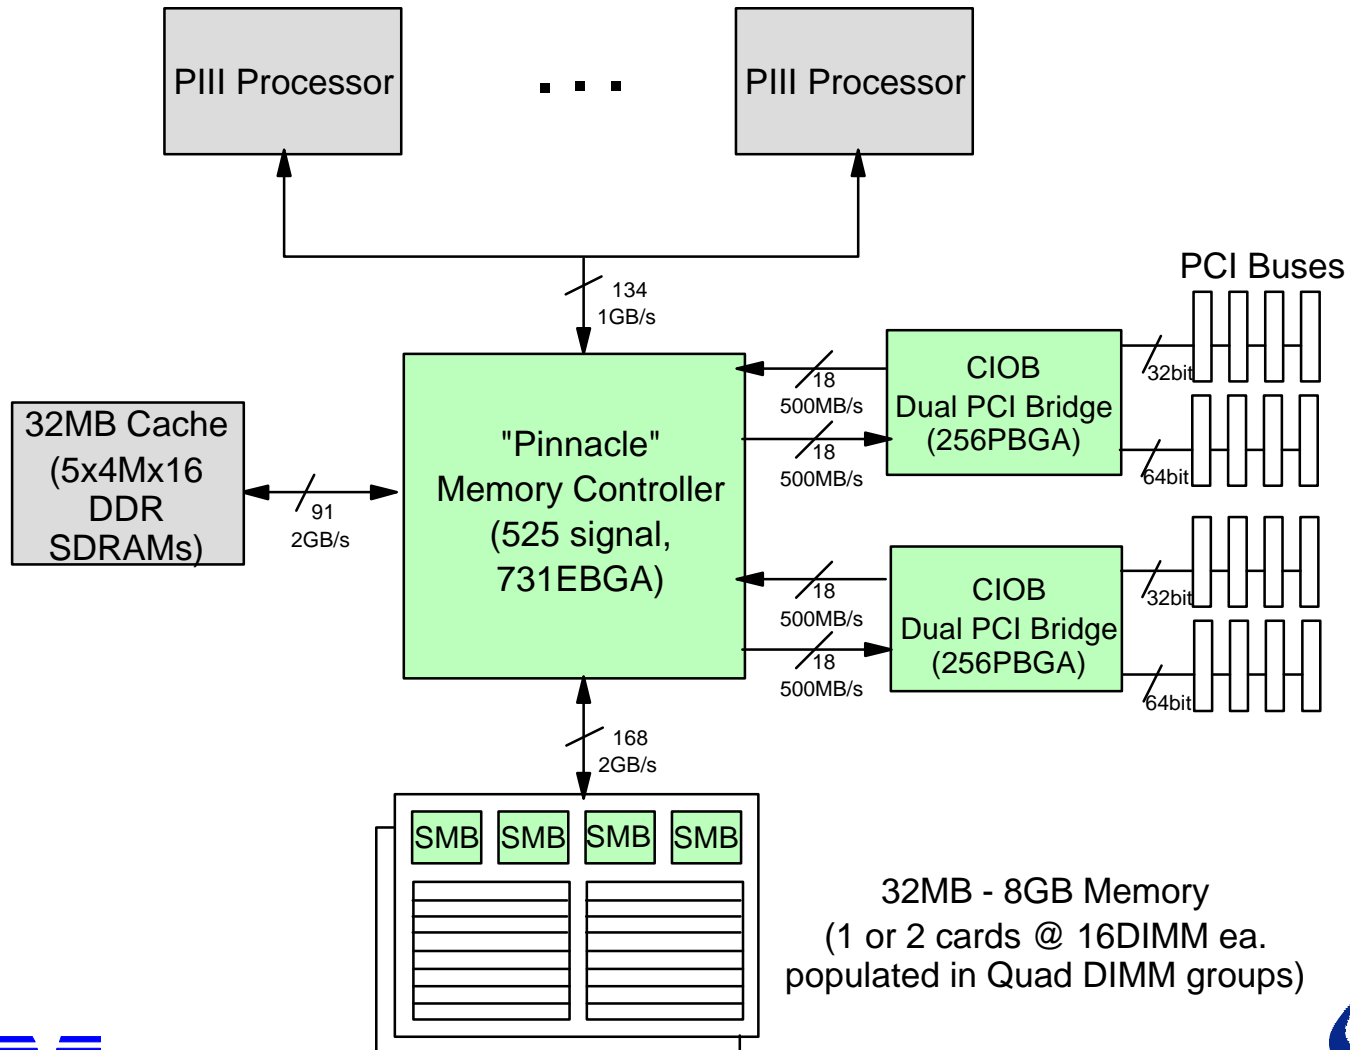 PIII Processor
. . .
PIII Processor
134
1GB/s
PCI Buses
18
500MB/s
18
500MB/s
CIOB
Dual PCI Bridge
(256PBGA)
32bit
64bit
32MB Cache
(5x4Mx16
DDR
SDRAMs)
91
2GB/s
"Pinnacle"
Memory Controller
(525 signal,
731EBGA)
18
500MB/s
18
500MB/s
CIOB
Dual PCI Bridge
(256PBGA)
32bit
64bit
168
2GB/s
SMB SMB SMB SMB
32MB - 8GB Memory
(1 or 2 cards @ 16DIMM ea.
populated in Quad DIMM groups)